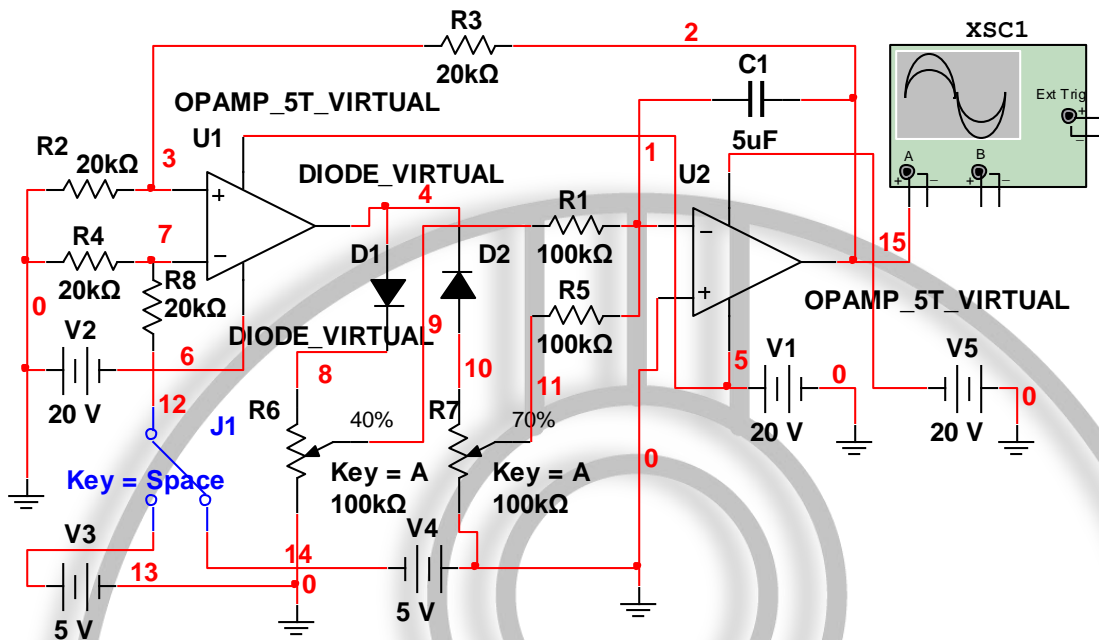 XSC1
R3
2
20kΩ
C1
Ext Trig
+
OPAMP_5T_VIRTUAL
5uF
_
R2
20kΩ
3
U1
1
U2
A
B
+ _
+ _
DIODE_VIRTUAL
4
R1
R4
7
100kΩ
15
20kΩ
R8
D1
D2
R5
OPAMP_5T_VIRTUAL
20kΩ
0
DIODE_VIRTUAL
9
100kΩ
V2
6
8
10
11
5
V1
V5
0
0
20 V
12
R6
40%
R7
70%
20 V
20 V
J1
0
Key = Space
Key = A
Key = A
100kΩ
100kΩ
V3
14
V4
13
0
5 V
5 V